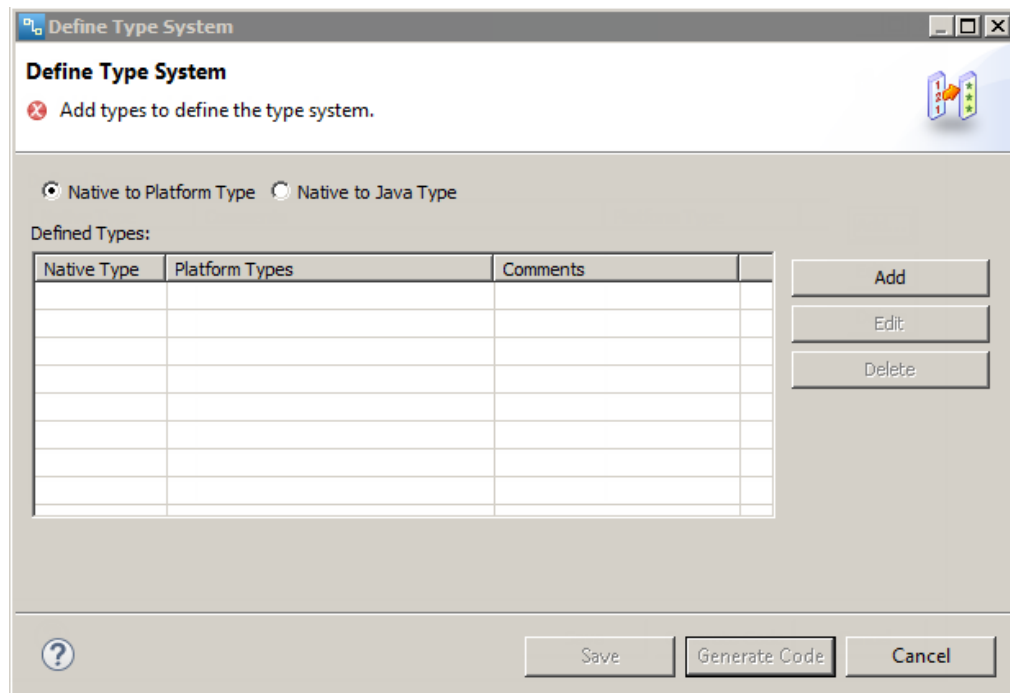 Define Type System
Define Type System
Add types to define the type system.
Native to Platform Type Native to Java Type
Defined Types:
Native Type Platform Types Comments
Add
Edit
Delete
Save Generate Code Cancel